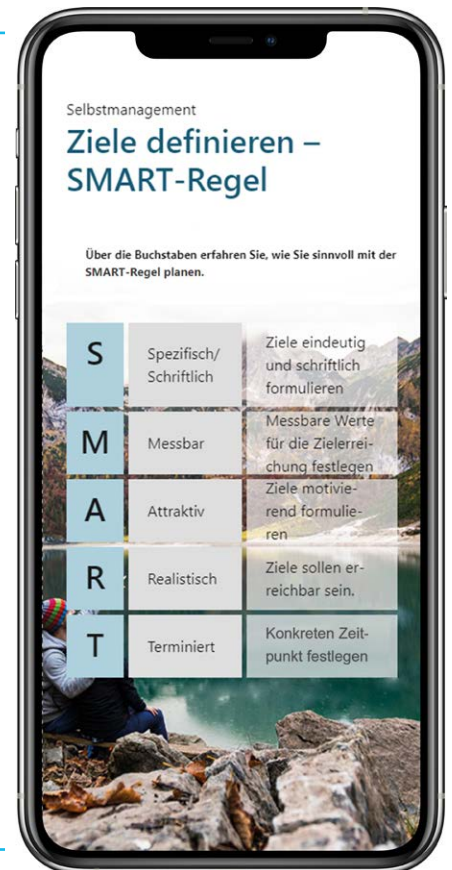 Selbstmanagement
Ziele definieren –
SMART-Regel
Über die Buchstaben erfahren Sie, wie Sie sinnvoll mit der
SMART-Regel planen.
S
Spezifisch/
Schriftlich
Ziele eindeutig
und schriftlich
formulieren
M
Messbar
Messbare Werte
für die Zielerrei-
chung festlegen
A
Attraktiv
Ziele motivie-
rend formulie-
ren
R
Realistisch
Ziele sollen er-
reichbar sein.
T
Terminiert
Konkreten Zeit-
punkt festlegen